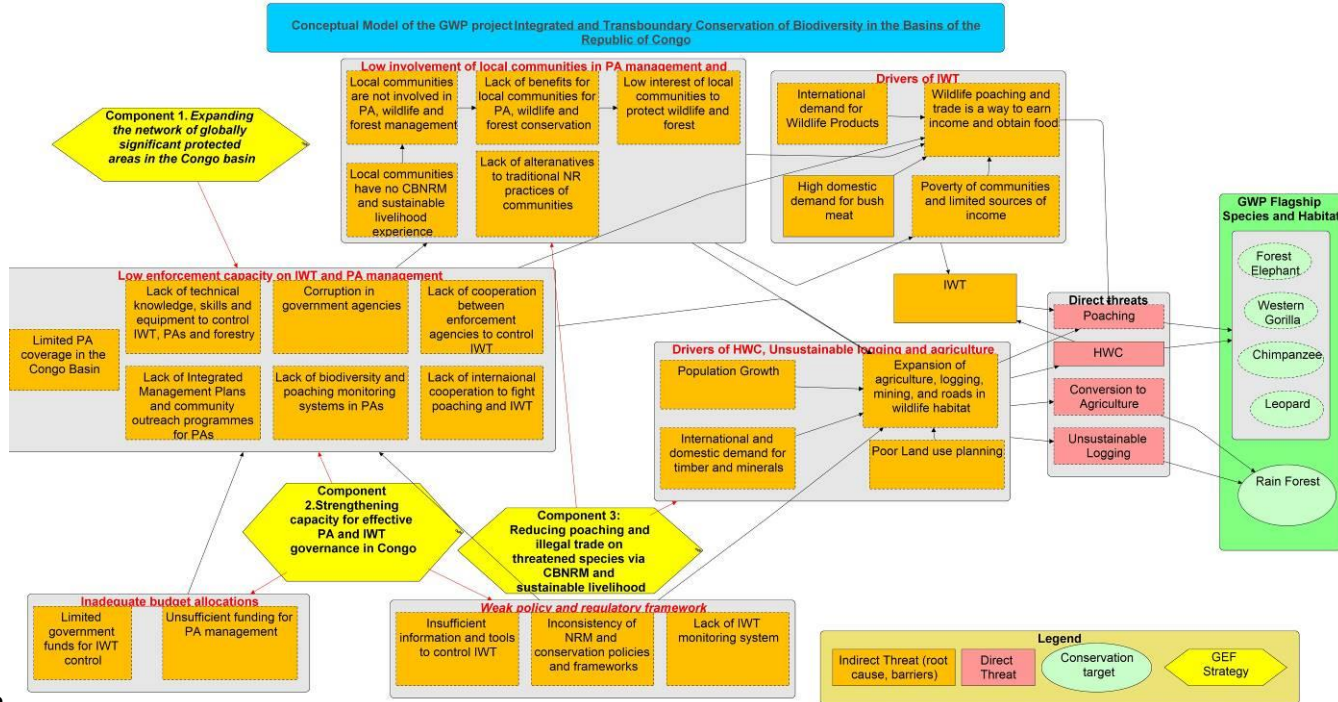 Conceptual Model of the GWP project Integrated and Transboundary Conservation of Biodiversity in the Basins of the
Republic of Congo
Component 1. Expanding
the network of globally
significant protected
areas in the Congo basin
Low involvement of local communities in PA management and
Local communities
are not involved in
PA, wildlife and
forest management
Lack of benefits for
local communities for
PA, wildlife and
forest conservation
Low interest of local
communities to
protect wildlife and
forest
Local communities
have no CBNRM
and sustainable
livelihood
experience
Lack of alteranatives
to traditional NR
practices of
communities
Drivers of IWT
International
demand for
Wildlife Products
Wildlife poaching and
trade is a way to earn
income and obtain food
High domestic
demand for bush
meat
Poverty of communities
and limited sources of
income
IWT
Low enforcement capacity on IWT and PA management
Limited PA
coverage in the
Congo Basin
Lack of technical
knowledge, skills and
equipment to control
IWT, PAs and forestry
Corruption in
government agencies
Lack of cooperation
between
enforcement
agencies to control
IWT
Lack of Integrated
Management Plans
and community
outreach programmes
for PAs
Lack of biodiversity and
poaching monitoring
systems in PAs
Lack of internaional
cooperation to fight
poaching and IWT
Drivers of HWC, Unsustainable logging and agriculture
Population Growth
Expansion of
agriculture, logging,
mining, and roads in
wildlife habitat
International and
domestic demand for
timber and minerals
Poor Land use planning
Direct threats
Poaching
HWC
Conversion to
Agriculture
Unsustainable
Logging
GWP Flagship
Species and Habitat
Forest
Elephant
Western
Gorilla
Chimpanzee
Leopard
Rain Forest
Component
2.Strengthening
capacity for effective
PA and IWT
governance in Congo
Component 3:
Reducing poaching and
illegal trade on
threatened species via
CBNRM and
sustainable livelihood
Inadequate budget allocations
Limited
government
funds for IWT
control
Unsufficient funding for
PA management
Weak policy and regulatory framework
Insufficient
information and tools
to control IWT
Inconsistency of
NRM and
conservation policies
and frameworks
Lack of IWT
monitoring system
Legend
Indirect Threat (root
cause, barriers)
Direct
Threat
Conservation
target
GEF
Strategy